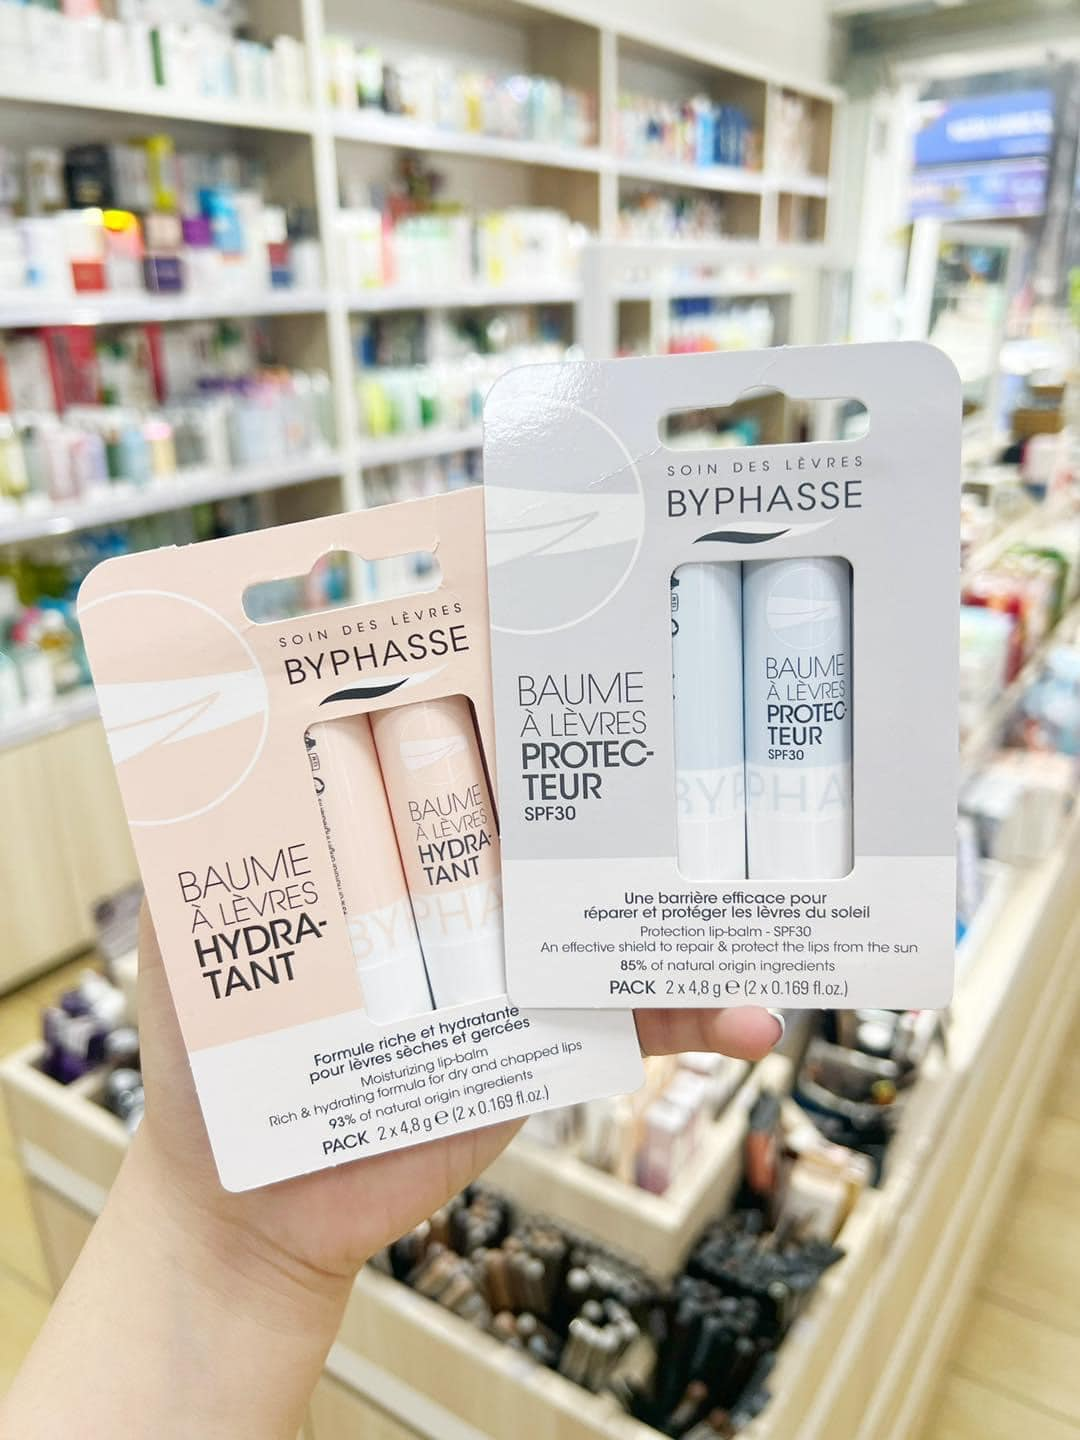 SOIN DES LÈVRES
BYPHASSE
BAUME
À LÈVRES
HYDRA-
TANT
BAUME
À LÈVRES
HYDRA-
TANT
BYPHA
Formule riche et hydratante
pour lèvres sèches et gercées
Moisturizing lip-balm
Rich & hydrating formula for dry and chapped lips
93% of natural origin ingredients
PACK 2 x 4,8 g ℮ (2 x 0.169 fl.oz.)
SOIN DES LÈVRES
BYPHASSE
BAUME
À LÈVRES
PROTEC-
TEUR
SPF30
BAUME
À LÈVRES
PROTEC-
TEUR
SPF30
BYPHA
Une barrière efficace pour
réparer et protéger les lèvres du soleil
Protection lip-balm - SPF30
An effective shield to repair & protect the lips from the sun
85% of natural origin ingredients
PACK 2 x 4,8 g ℮ (2 x 0.169 fl.oz.)